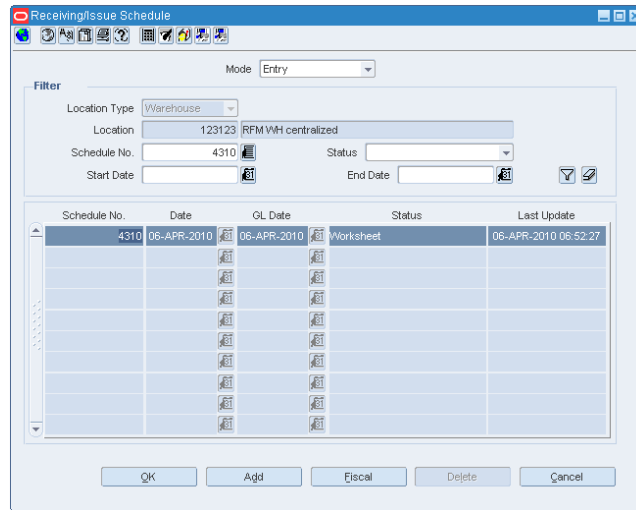 Receiving/Issue Schedule
Mode Entry
Filter
Location Type Warehouse
Location 123123 RFM WH centralized
Schedule No. 4310 Status
Start Date End Date
Schedule No. Date GL Date Status Last Update
4310 06-APR-2010 06-APR-2010 Worksheet 06-APR-2010 06:52:27
OK Add Fiscal Delete Cancel